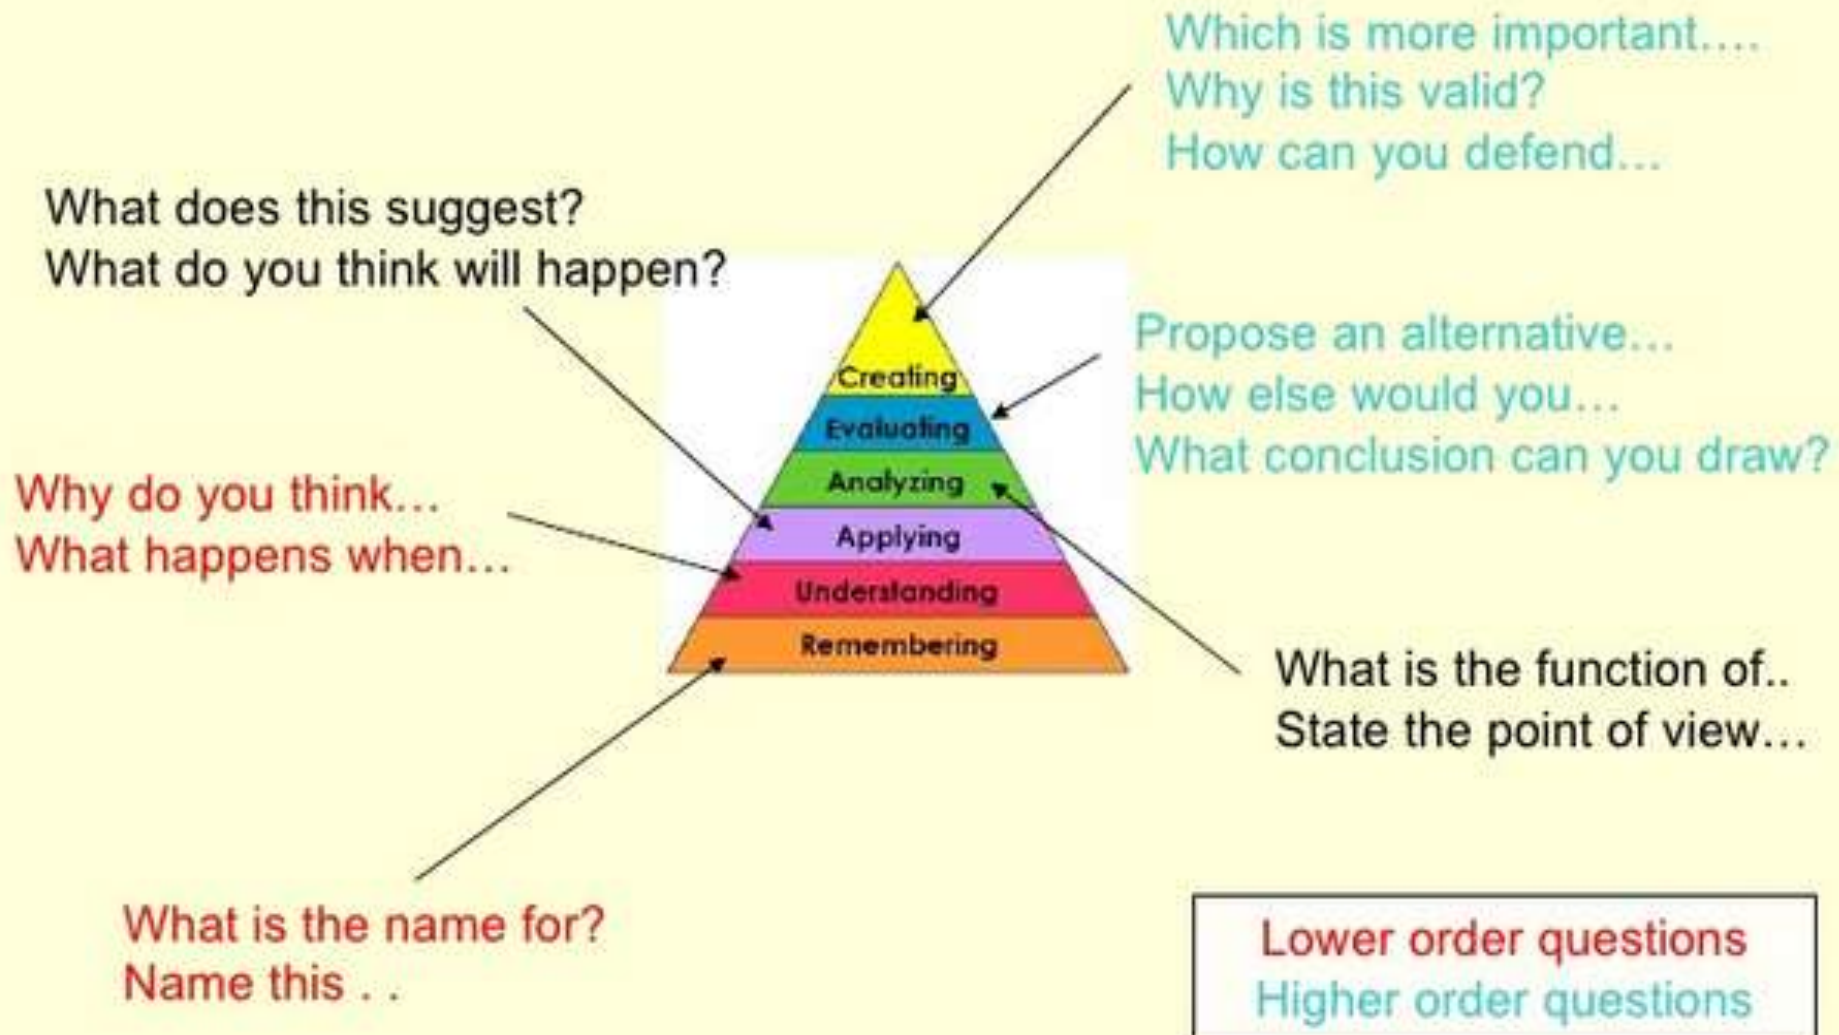 Which is more important....
Why is this valid?
How can you defend...
What does this suggest?
What do you think will happen?
Propose an alternative...
How else would you...
What conclusion can you draw?
Creating
Evaluating
Analyzing
Applying
Understanding
Remembering
Why do you think...
What happens when...
What is the function of..
State the point of view...
What is the name for?
Name this . .
Lower order questions
Higher order questions